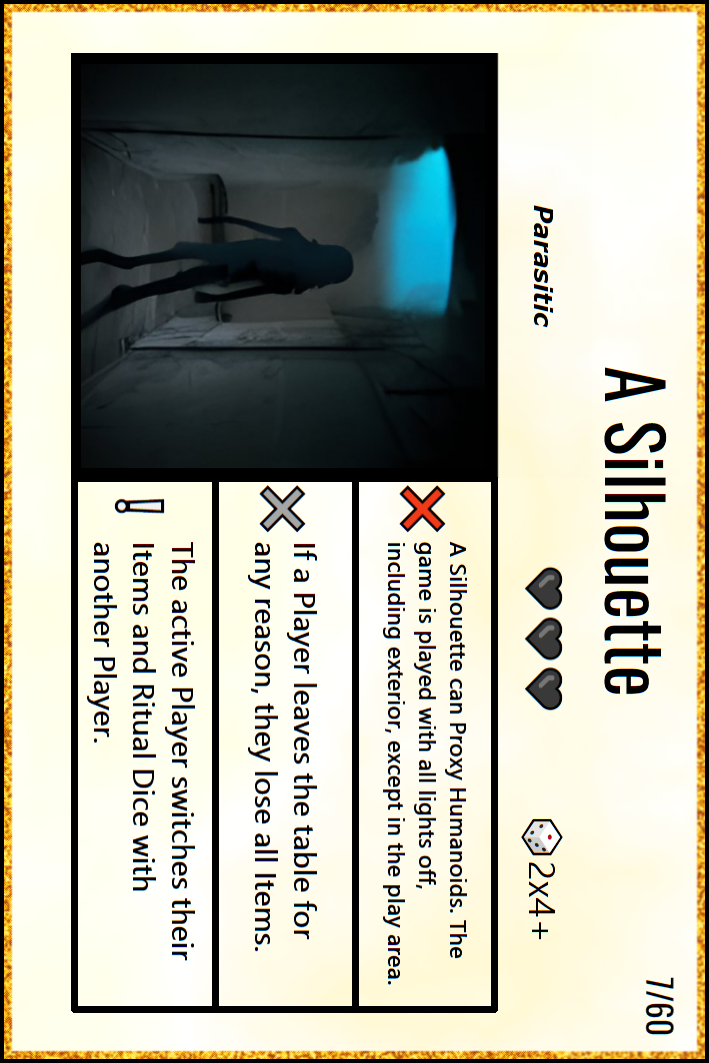 7/60
A Silhouette
Parasitic
2x4+
A Silhouette can Proxy Humanoids. The
game is played with all lights off,
including exterior, except in the play area.
If a Player leaves the table for
any reason, they lose all Items.
The active Player switches their
Items and Ritual Dice with
another Player.